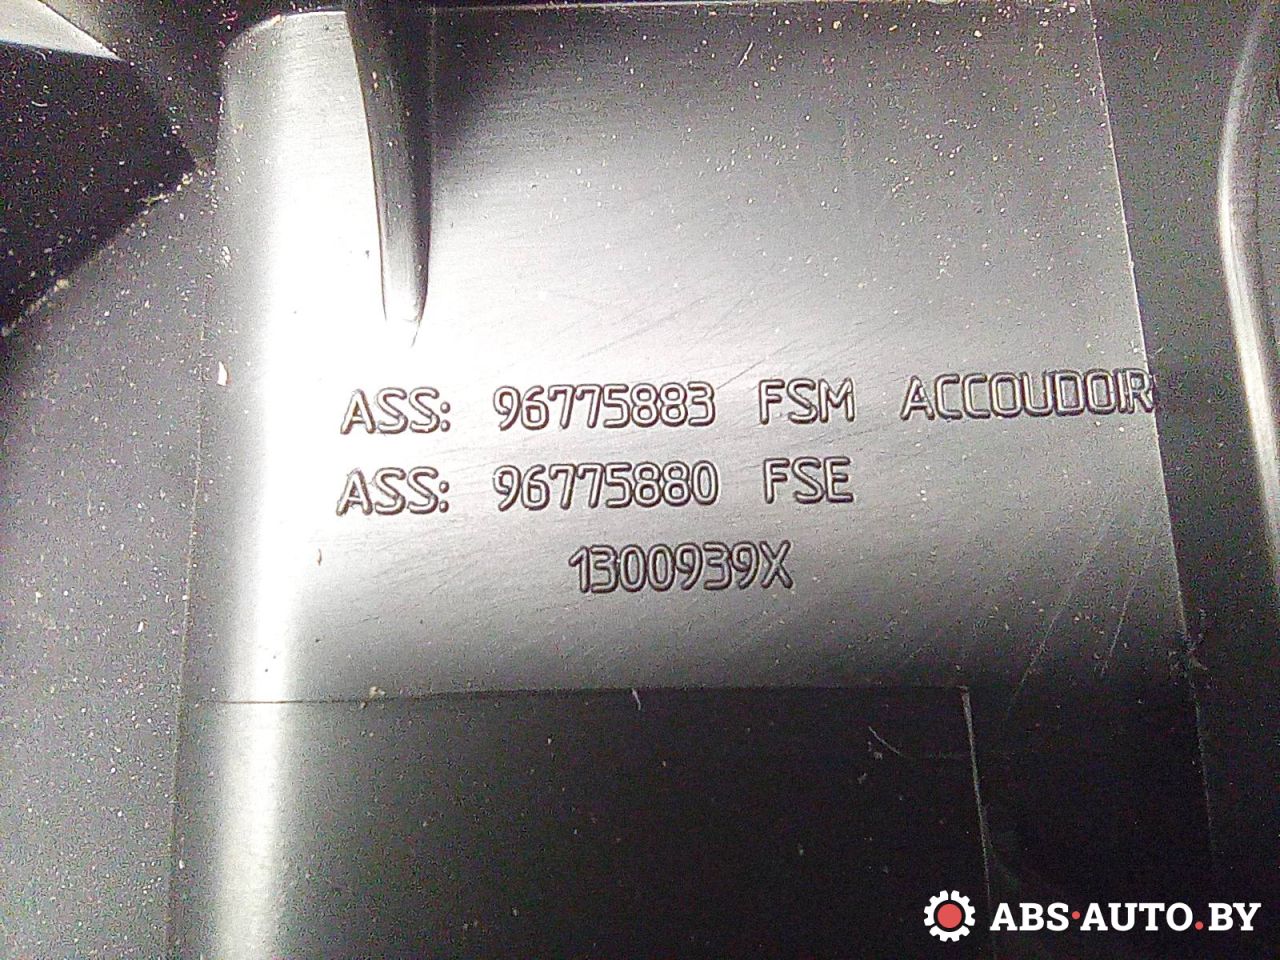 ASS: 96775883 FSM ACCOUDOIR
ASS: 96775880 FSE
1300939X
ABS·AUTO.BY